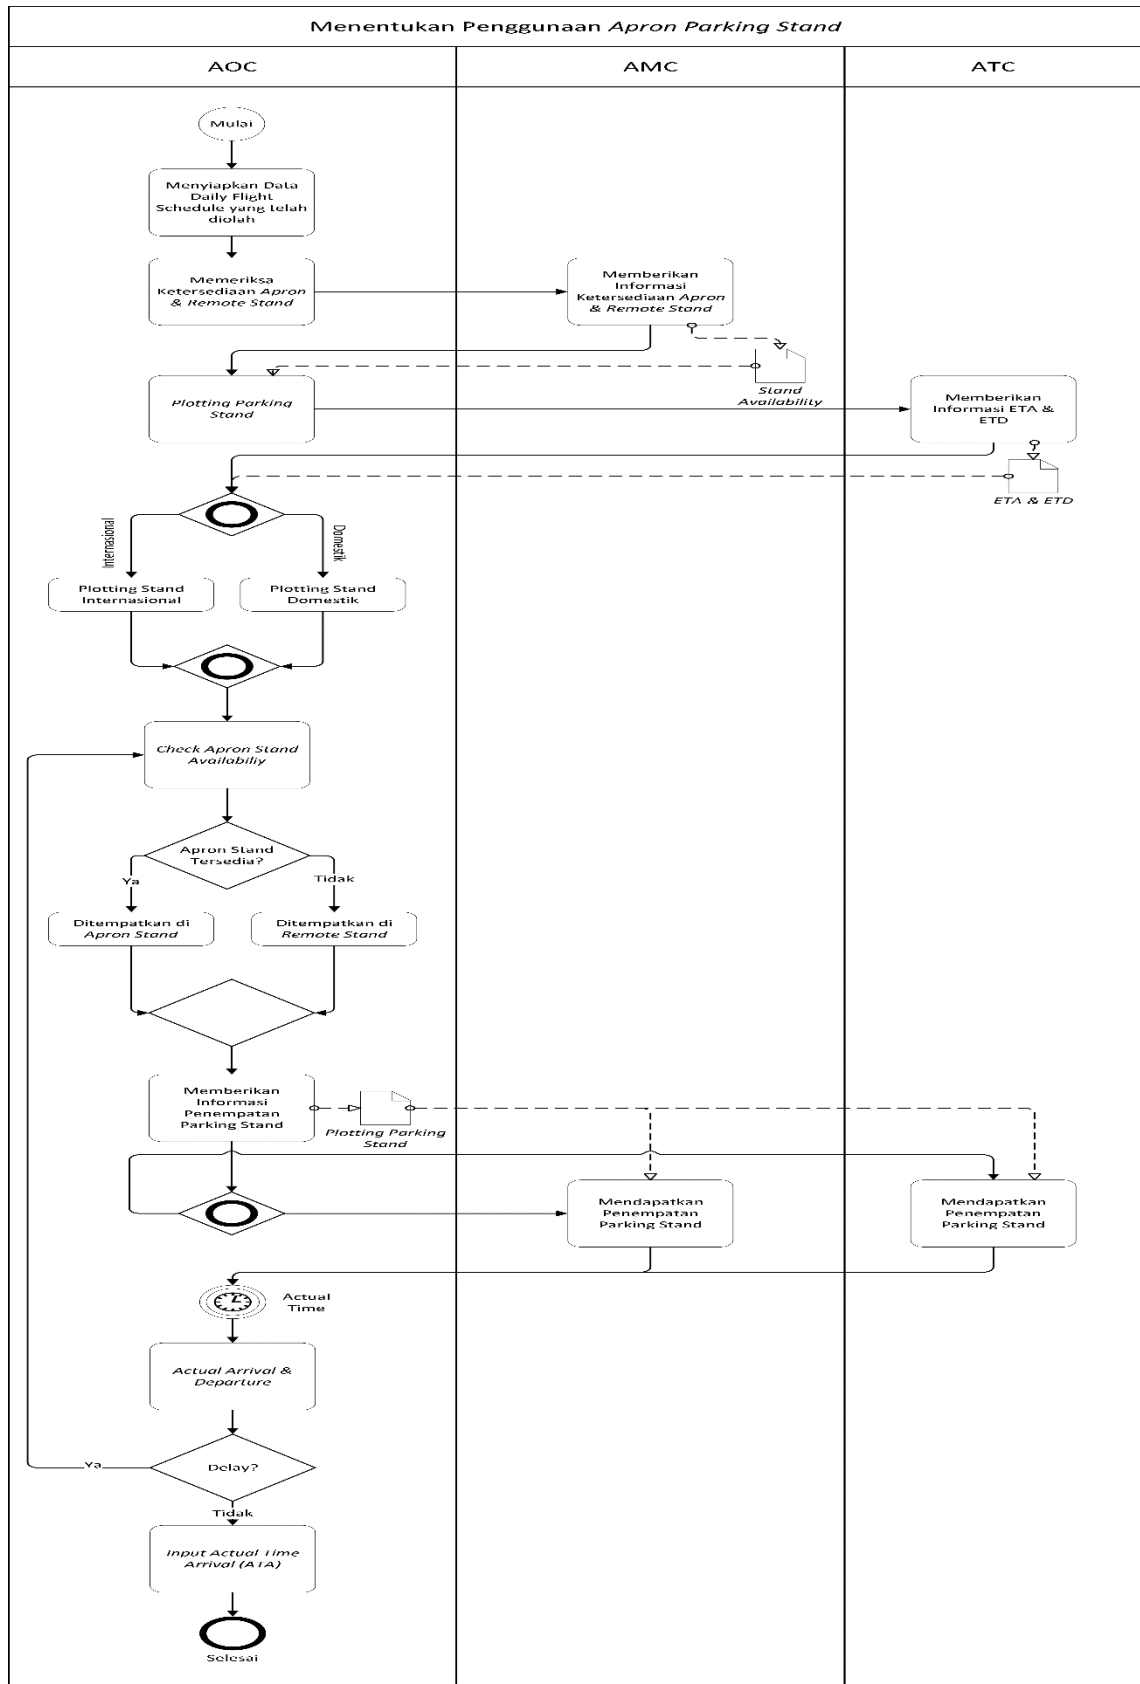 Menentukan Penggunaan Apron Parking Stand
AOC
AMC
ATC
Mulai
Menyiapkan Data
Daily Flight
Schedule yang telah
diolah
Memeriksa
Ketersediaan Apron
& Remote Stand
Memberikan
Informasi
Ketersediaan Apron
& Remote Stand
Stand
Availability
Plotting Parking
Stand
Memberikan
Informasi ETA &
ETD
ETA & ETD
Internasional
Domestik
Plotting Stand
Internasional
Plotting Stand
Domestik
Check Apron Stand
Availabiliy
Apron Stand
Tersedia?
Ya
Tidak
Ditempatkan di
Apron Stand
Ditempatkan di
Remote Stand
Memberikan
Informasi
Penempatan
Parking Stand
Plotting Parking
Stand
Mendapatkan
Penempatan
Parking Stand
Mendapatkan
Penempatan
Parking Stand
Actual
Time
Actual Arrival &
Departure
Delay?
Ya
Tidak
Input Actual Time
Arrival (ATA)
Selesai